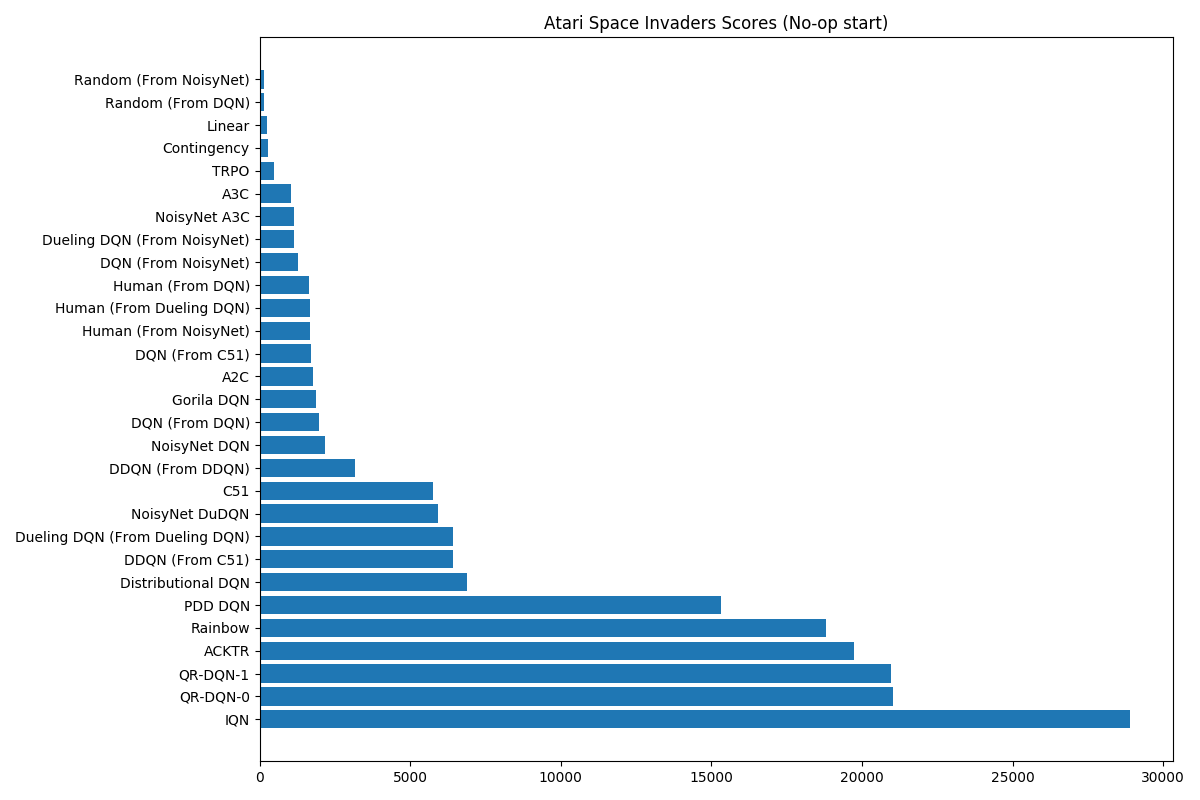 Atari Space Invaders Scores (No-op start)
Random (From NoisyNet)
Random (From DQN)
Linear
Contingency
TRPO
A3C
NoisyNet A3C
Dueling DQN (From NoisyNet)
DQN (From NoisyNet)
Human (From DQN)
Human (From Dueling DQN)
Human (From NoisyNet)
DQN (From C51)
A2C
Gorila DQN
DQN (From DQN)
NoisyNet DQN
DDQN (From DDQN)
C51
NoisyNet DuDQN
Dueling DQN (From Dueling DQN)
DDQN (From C51)
Distributional DQN
PDD DQN
Rainbow
ACKTR
QR-DQN-1
QR-DQN-0
IQN
0 5000 10000 15000 20000 25000 30000